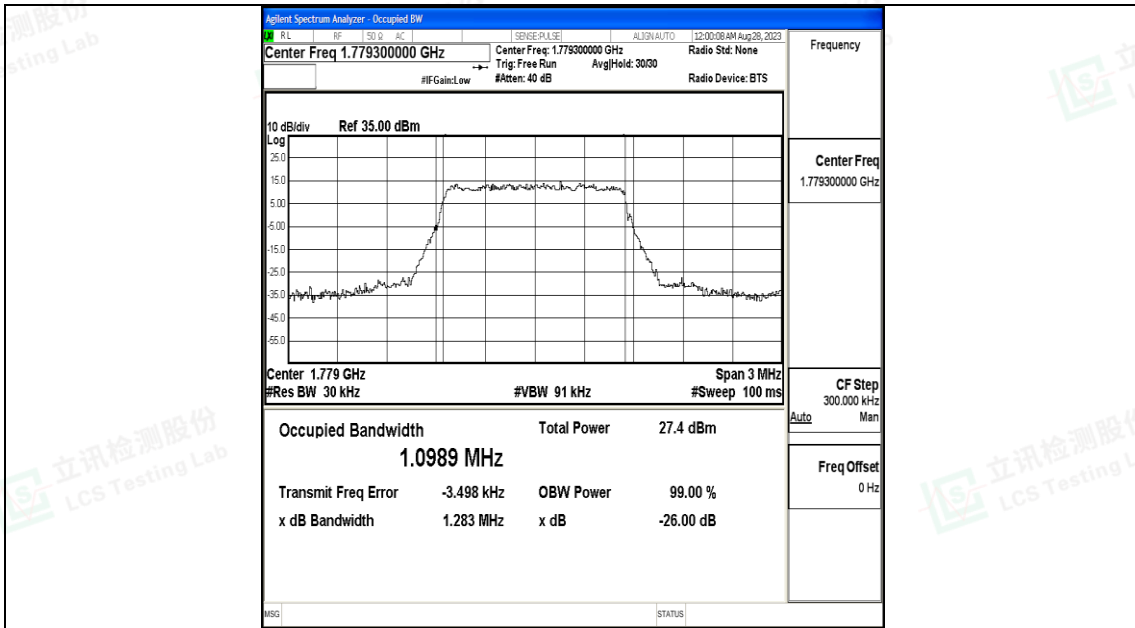 Agilent Spectrum Analyzer - Occupied BW
RL RF 50 Ω AC SENSE:PULSE ALIGN AUTO 12:00:08 AM Aug 28, 2023
Center Freq 1.779300000 GHz
Center Freq: 1.779300000 GHz
Radio Std: None
Trig: Free Run Avg|Hold: 30/30
#IFGain:Low #Atten: 40 dB Radio Device: BTS
10 dB/div Ref 35.00 dBm
Log
25.0
15.0
5.00
-5.00
-15.0
-25.0
-35.0
-45.0
-55.0
Center 1.779 GHz Span 3 MHz
#Res BW 30 kHz #VBW 91 kHz #Sweep 100 ms
Occupied Bandwidth Total Power 27.4 dBm
1.0989 MHz
Transmit Freq Error -3.498 kHz OBW Power 99.00 %
x dB Bandwidth 1.283 MHz x dB -26.00 dB
MSG STATUS
Frequency
Center Freq
1.779300000 GHz
CF Step
300.000 kHz
Auto Man
Freq Offset
0 Hz
立讯检测股份
LCS Testing Lab
立讯检测股份